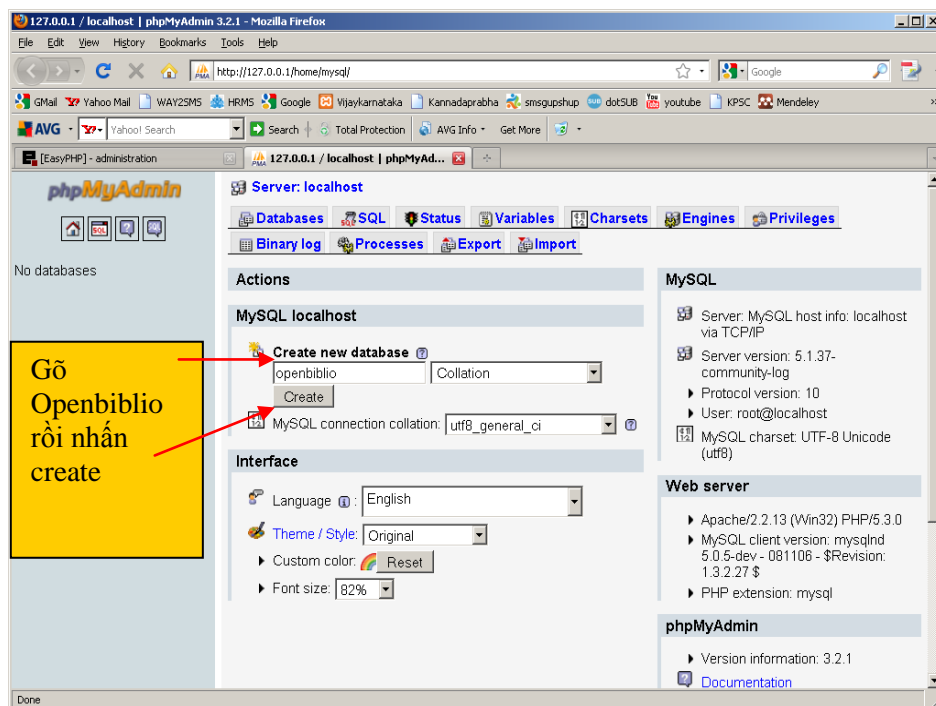 127.0.0.1 / localhost | phpMyAdmin 3.2.1 - Mozilla Firefox
File Edit View History Bookmarks Tools Help
PMA http://127.0.0.1/home/mysql/ Google
GMail Yahoo Mail WAY2SMS HRMS Google Vijaykarnataka Kannadaprabha smsgupshup dotSUB youtube KPSC Mendeley »
AVG Yahoo! Search Search Total Protection AVG Info Get More
[EasyPHP] - administration 127.0.0.1 / localhost | phpMyAd...
phpMyAdmin
No databases
Server: localhost
Databases SQL Status Variables Charsets Engines Privileges
Binary log Processes Export Import
Actions
MySQL localhost
Create new database
openbiblio Collation
Create
MySQL connection collation: utf8_general_ci
Gõ
Openbiblio
rồi nhấn
create
Interface
Language : English
Theme / Style: Original
Custom color: Reset
Font size: 82%
MySQL
Server: MySQL host info: localhost
via TCP/IP
Server version: 5.1.37-
community-log
Protocol version: 10
User: root@localhost
MySQL charset: UTF-8 Unicode
(utf8)
Web server
Apache/2.2.13 (Win32) PHP/5.3.0
MySQL client version: mysqlnd
5.0.5-dev - 081106 - $Revision:
1.3.2.27 $
PHP extension: mysql
phpMyAdmin
Version information: 3.2.1
Documentation
Done